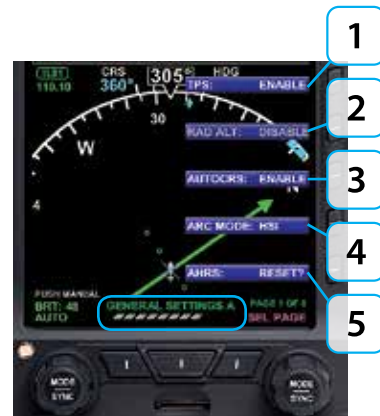 1
ILS1 CRS 305° HDG
110.10 360°
TPS: ENABLE
30
2
RAD ALT: DISABLE
W
3
AUTOCRS: ENABLE
N
4
4
ARC MODE: HSI
AHRS: RESET?
5
PUSH MANUAL
BRT: 48 GENERAL SETTINGS A PAGE 1 OF
AUTO SEL PAGE
MODE MODE
SYNC SYNC